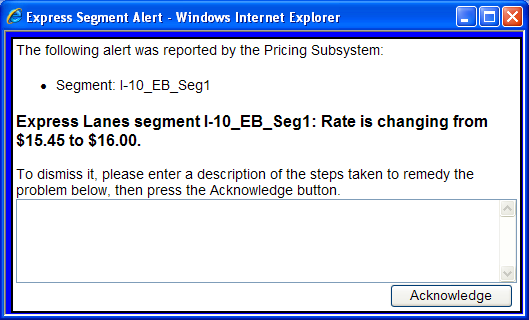 Express Segment Alert - Windows Internet Explorer
The following alert was reported by the Pricing Subsystem:
• Segment: I-10_EB_Seg1
Express Lanes segment I-10_EB_Seg1: Rate is changing from
$15.45 to $16.00.
To dismiss it, please enter a description of the steps taken to remedy the
problem below, then press the Acknowledge button.
Acknowledge